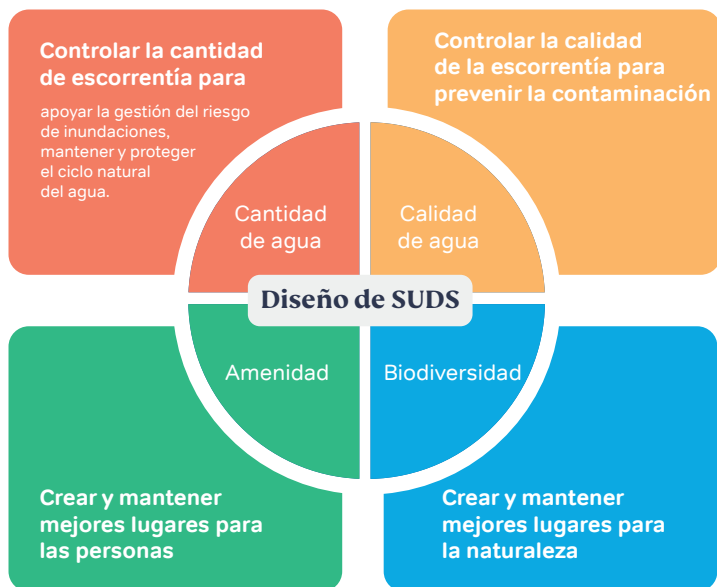 Controlar la cantidad
de escorrentía para
apoyar la gestión del riesgo
de inundaciones,
mantener y proteger
el ciclo natural
del agua.
Controlar la calidad
de la escorrentía para
prevenir la contaminación
Cantidad
de agua
Calidad
de agua
Diseño de SUDS
Amenidad
Biodiversidad
Crear y mantener
mejores lugares para
las personas
Crear y mantener
mejores lugares para
la naturaleza